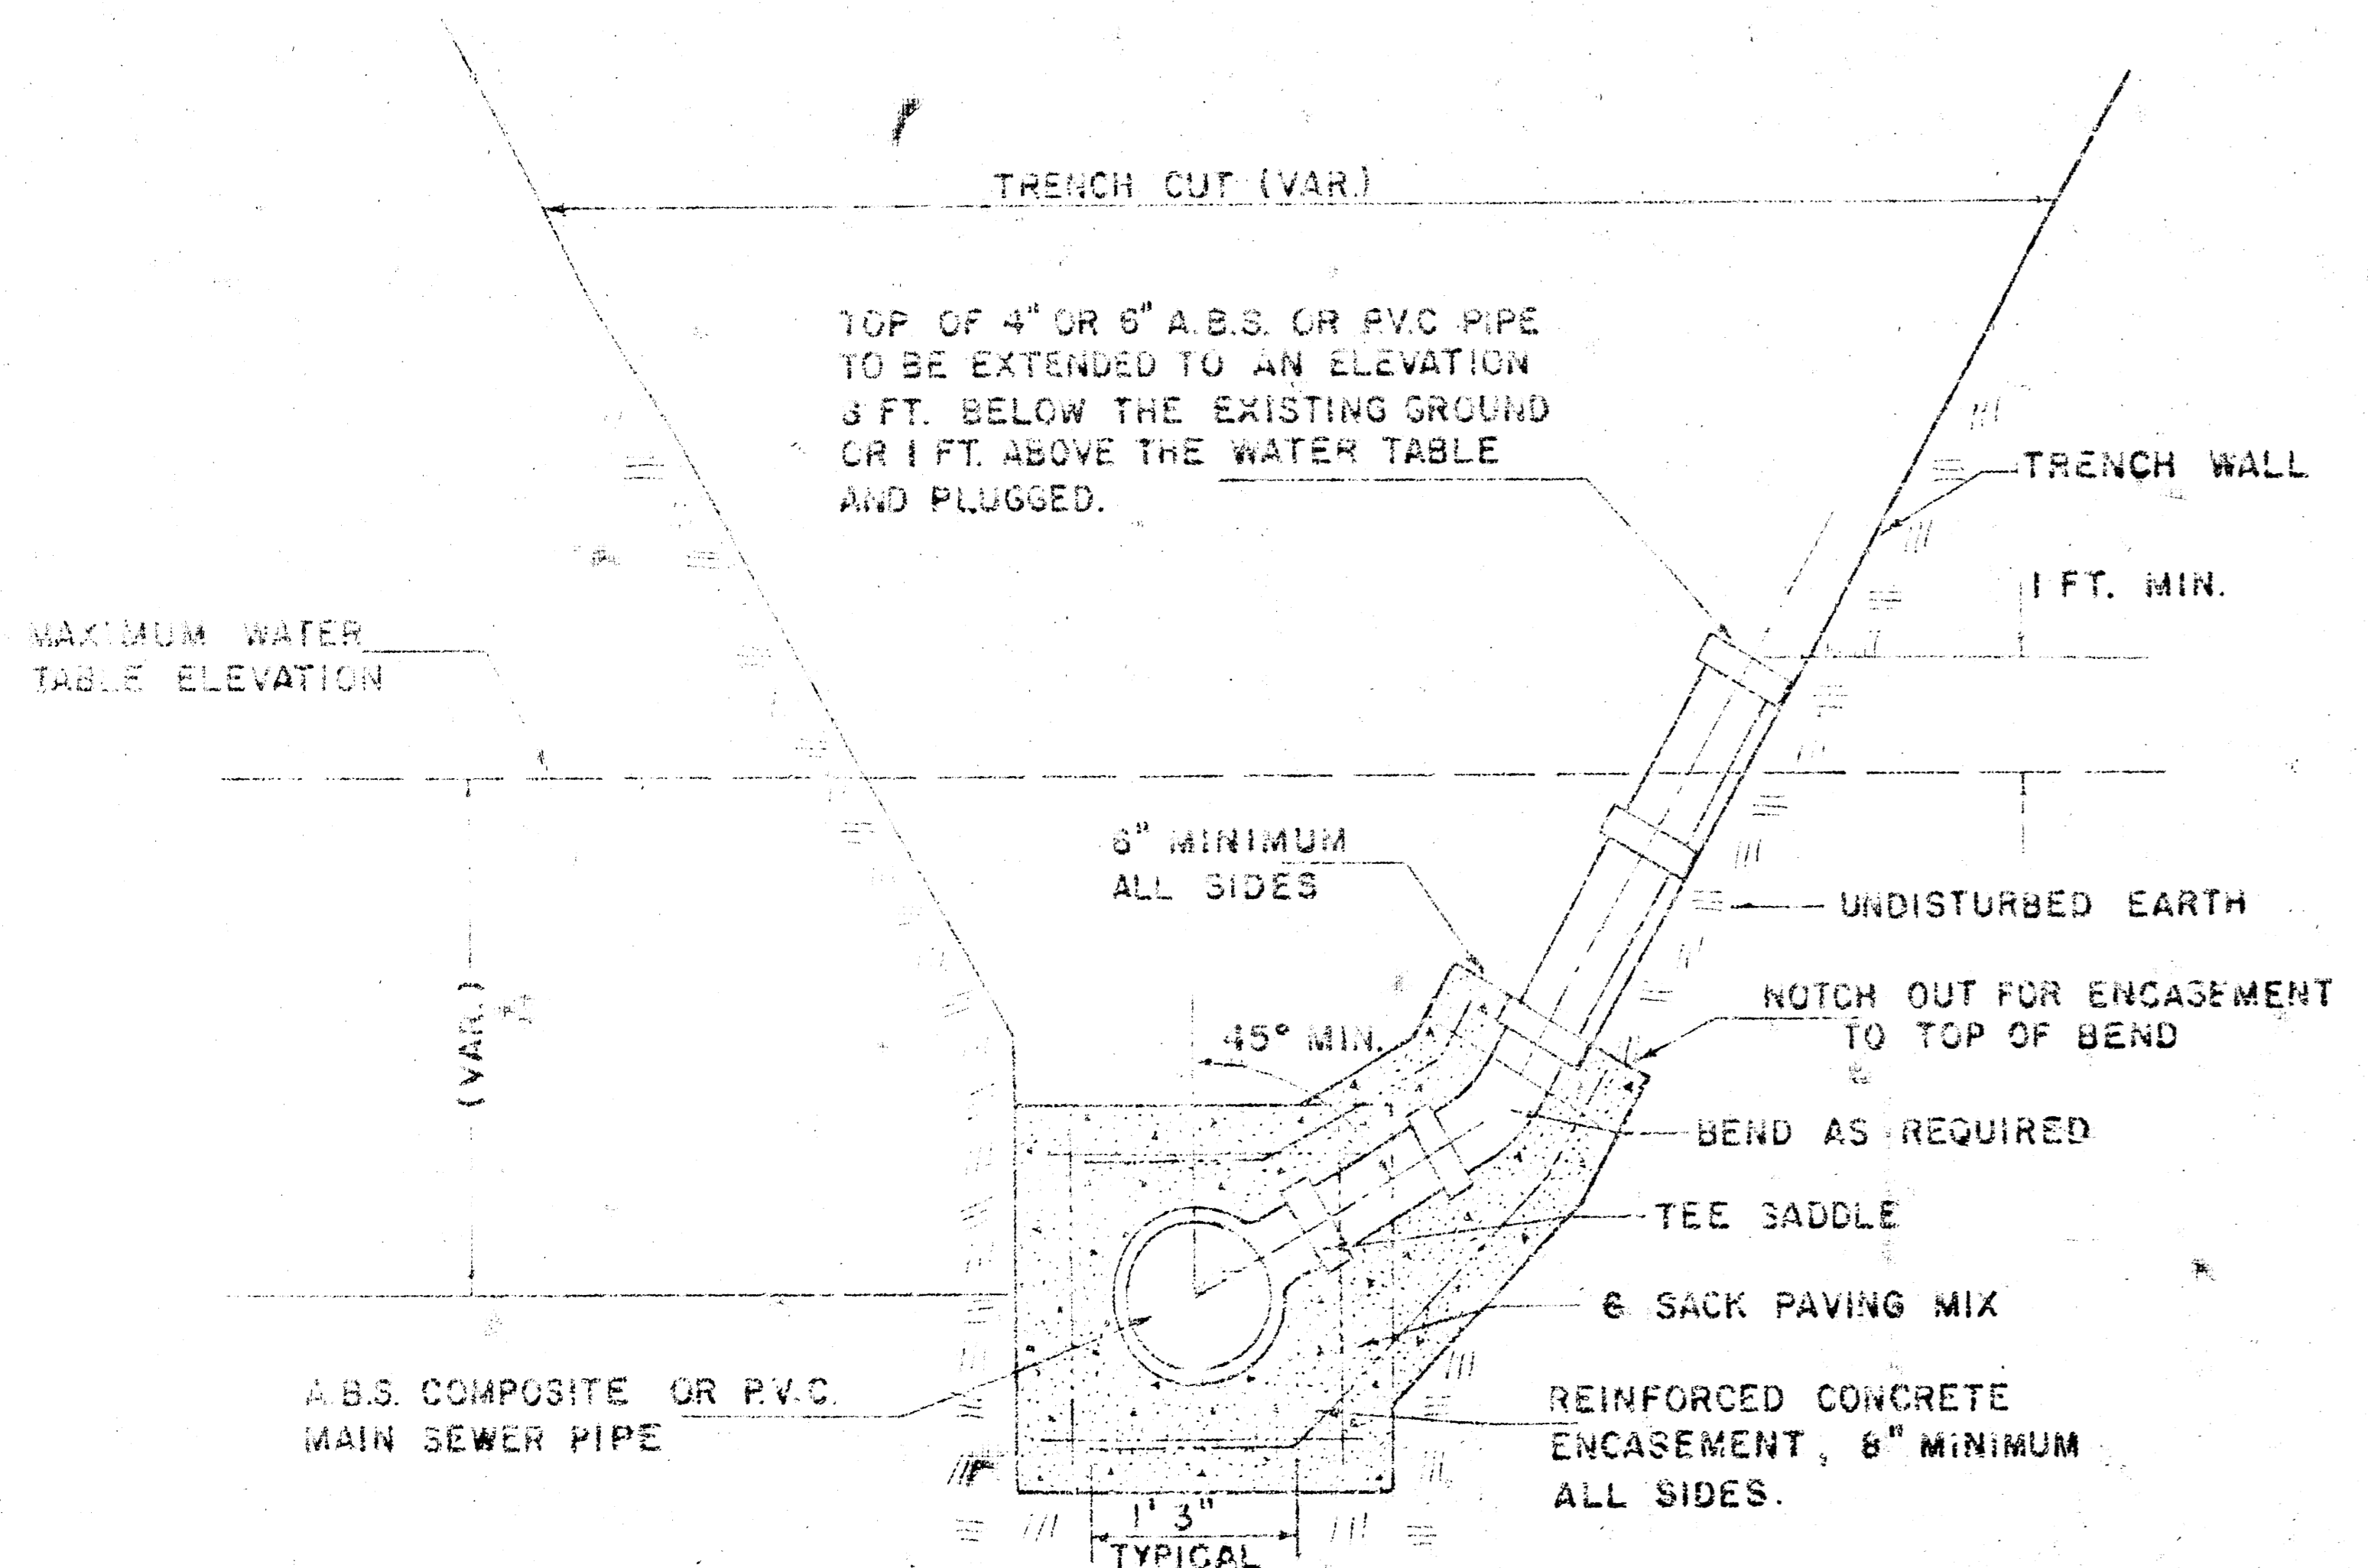 TRENCH CUT (VAR.)
TOP OF 4" OR 6" A.B.S. OR P.V.C PIPE
TO BE EXTENDED TO AN ELEVATION
FT. BELOW THE EXISTING GROUND
OR 1 FT. ABOVE THE WATER TABLE
AND PLUGGED.
TRENCH WALL
1 FT. MIN.
MAXIMUM WATER
TABLE ELEVATION
6" MINIMUM
ALL SIDES
UNDISTURBED EARTH
NOTCH OUT FOR ENCASEMENT
TO TOP OF BEND
45° MIN.
(VAR.)
BEND AS REQUIRED
TEE SADDLE
6 SACK PAVING MIX
A.B.S. COMPOSITE OR P.V.C.
MAIN SEWER PIPE
REINFORCED CONCRETE
ENCASEMENT, MINIMUM
ALL SIDES.
1' 3"
TYPICAL